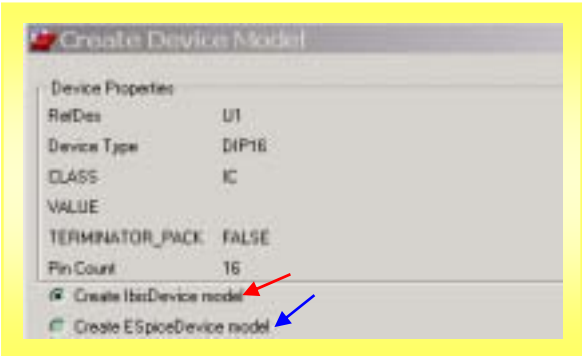 Create Device Model
Device Properties
RefDes U1
Device Type DIP16
CLASS IC
VALUE
TERMINATOR_PACK FALSE
Pin Count 16
Create IbisDevice model
Create ESpiceDevice model